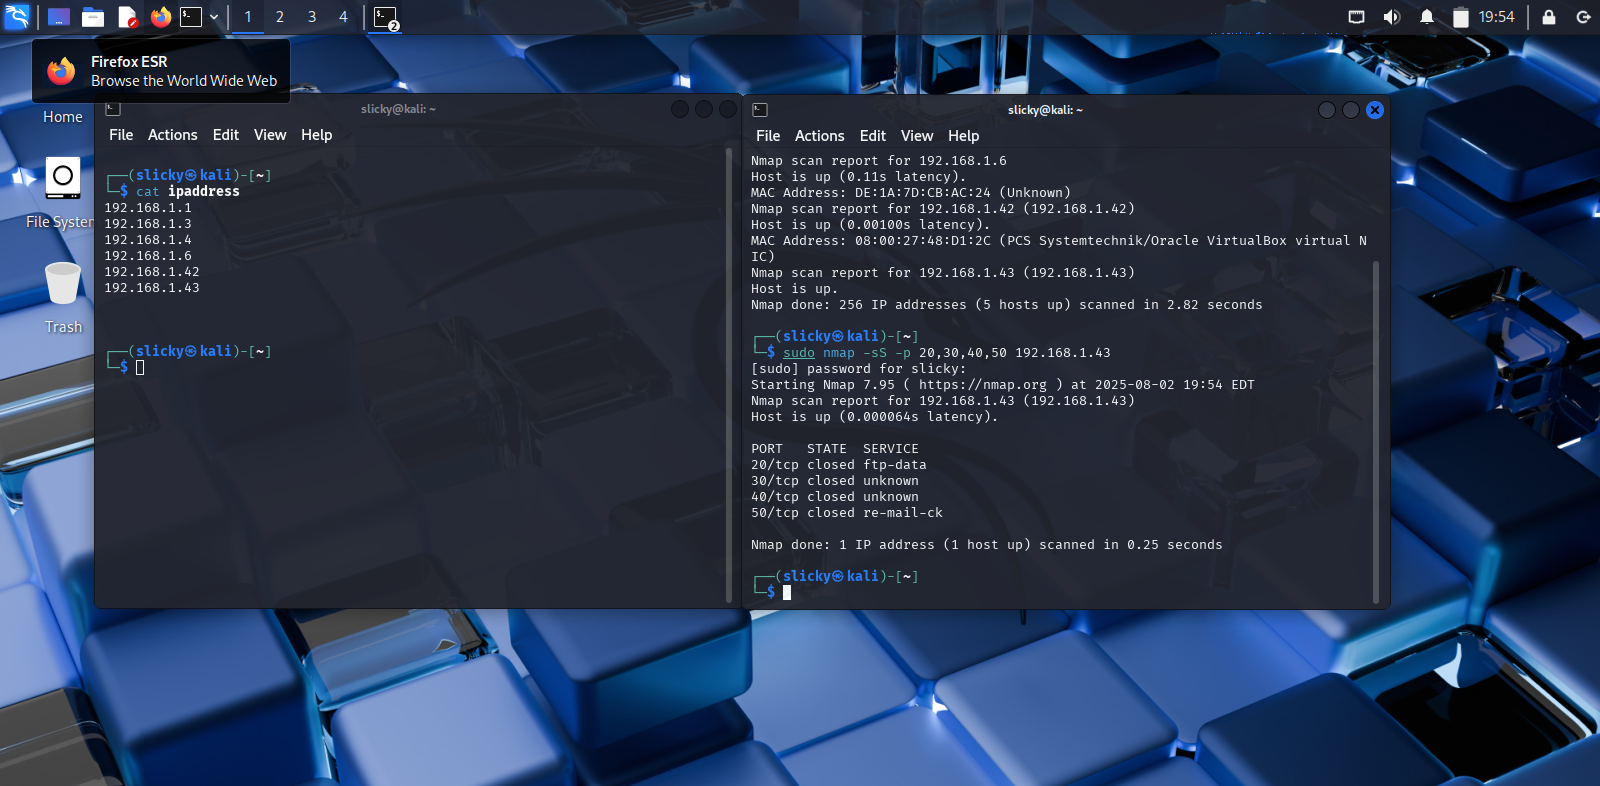 1 2 3 4
2
19:54
Firefox ESR
Browse the World Wide Web
Home
File System
Trash
slicky@kali: ~
File Actions Edit View Help
┌──(slicky㉿kali)-[~]
└─$ cat ipaddress
192.168.1.1
192.168.1.3
192.168.1.4
192.168.1.6
192.168.1.42
192.168.1.43
┌──(slicky㉿kali)-[~]
└─$
slicky@kali: ~
File Actions Edit View Help
Nmap scan report for 192.168.1.6
Host is up (0.11s latency).
MAC Address: DE:1A:7D:CB:AC:24 (Unknown)
Nmap scan report for 192.168.1.42 (192.168.1.42)
Host is up (0.00100s latency).
MAC Address: 08:00:27:48:D1:2C (PCS Systemtechnik/Oracle VirtualBox virtual N
IC)
Nmap scan report for 192.168.1.43 (192.168.1.43)
Host is up.
Nmap done: 256 IP addresses (5 hosts up) scanned in 2.82 seconds
┌──(slicky㉿kali)-[~]
└─$ sudo nmap -sS -p 20,30,40,50 192.168.1.43
[sudo] password for slicky:
Starting Nmap 7.95 ( https://nmap.org ) at 2025-08-02 19:54 EDT
Nmap scan report for 192.168.1.43 (192.168.1.43)
Host is up (0.000064s latency).
PORT   STATE  SERVICE
20/tcp closed ftp-data
30/tcp closed unknown
40/tcp closed unknown
50/tcp closed re-mail-ck
Nmap done: 1 IP address (1 host up) scanned in 0.25 seconds
┌──(slicky㉿kali)-[~]
└─$